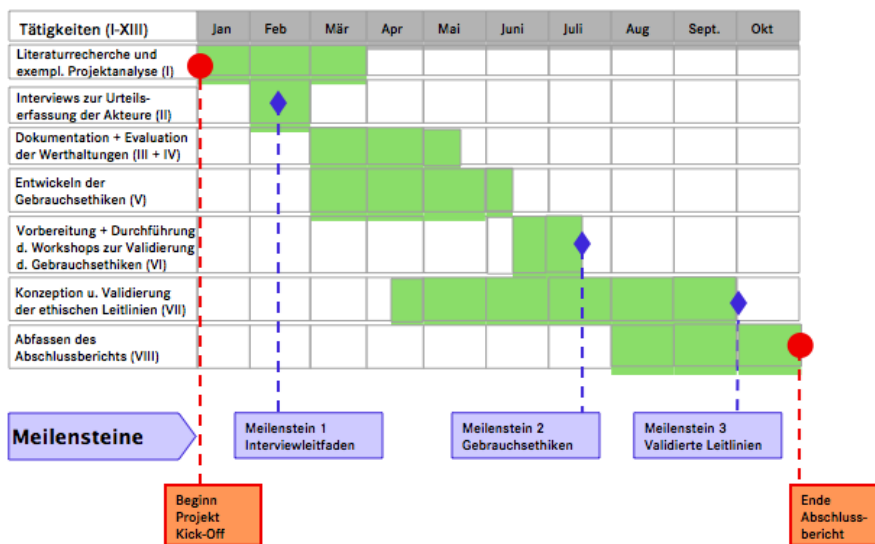 Tätigkeiten (I-XIII)
Jan
Feb
Mär
Apr
Mai
Juni
Juli
Aug
Sept.
Okt
Literaturrecherche und
exempl. Projektanalyse (I)
Interviews zur Urteils-
erfassung der Akteure (II)
Dokumentation + Evaluation
der Werthaltungen (III + IV)
Entwickeln der
Gebrauchsethiken (V)
Vorbereitung + Durchführung
d. Workshops zur Validierung
d. Gebrauchsethiken (VI)
Konzeption u. Validierung
der ethischen Leitlinien (VII)
Abfassen des
Abschlussberichts (VIII)
Meilensteine
Meilenstein 1
Interviewleitfaden
Meilenstein 2
Gebrauchsethiken
Meilenstein 3
Validierte Leitlinien
Beginn
Projekt
Kick-Off
Ende
Abschluss-
bericht